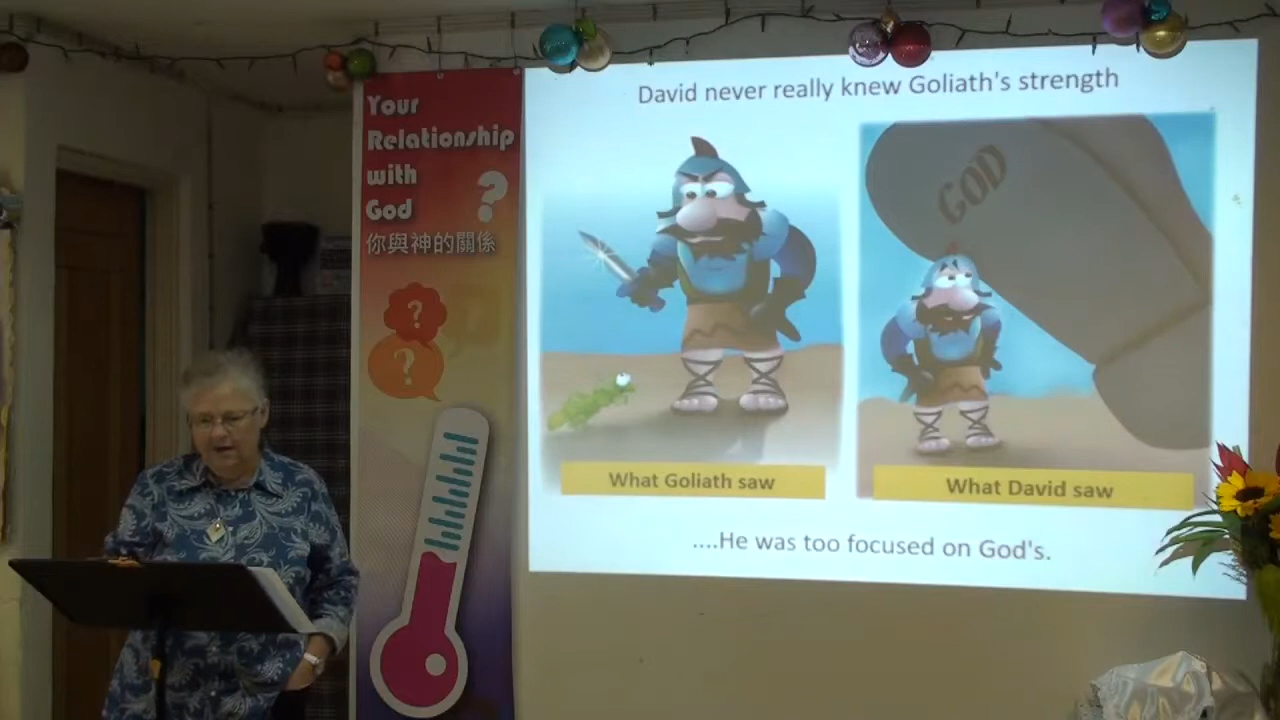 Your
Relationship
with
God ?
你與神的關係
?
?
David never really knew Goliath's strength
GOD
What Goliath saw
What David saw
....He was too focused on God's.